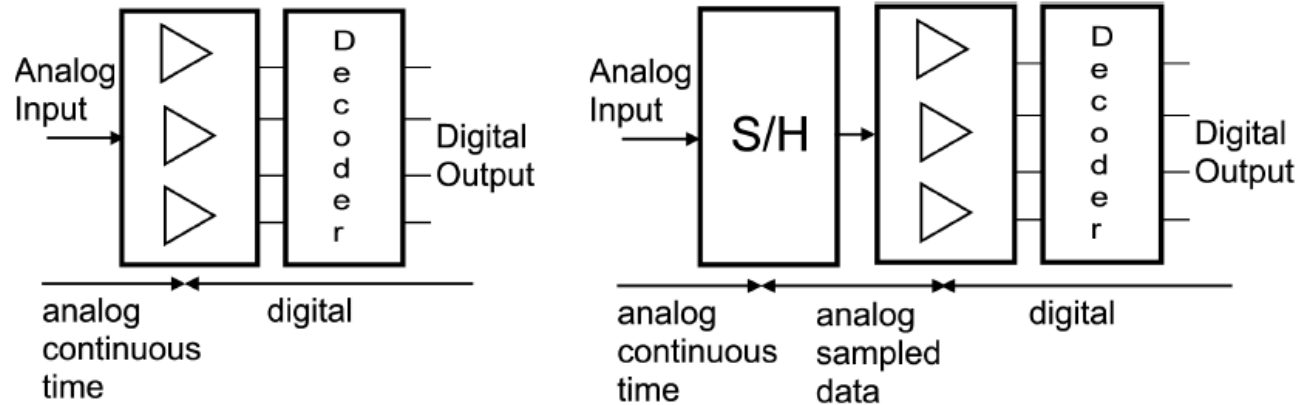 Analog
Input
D
e
c
o
d
e
r
Digital
Output
analog
continuous
time
digital
Analog
Input
S/H
D
e
c
o
d
e
r
Digital
Output
analog
continuous
time
analog
sampled
data
digital